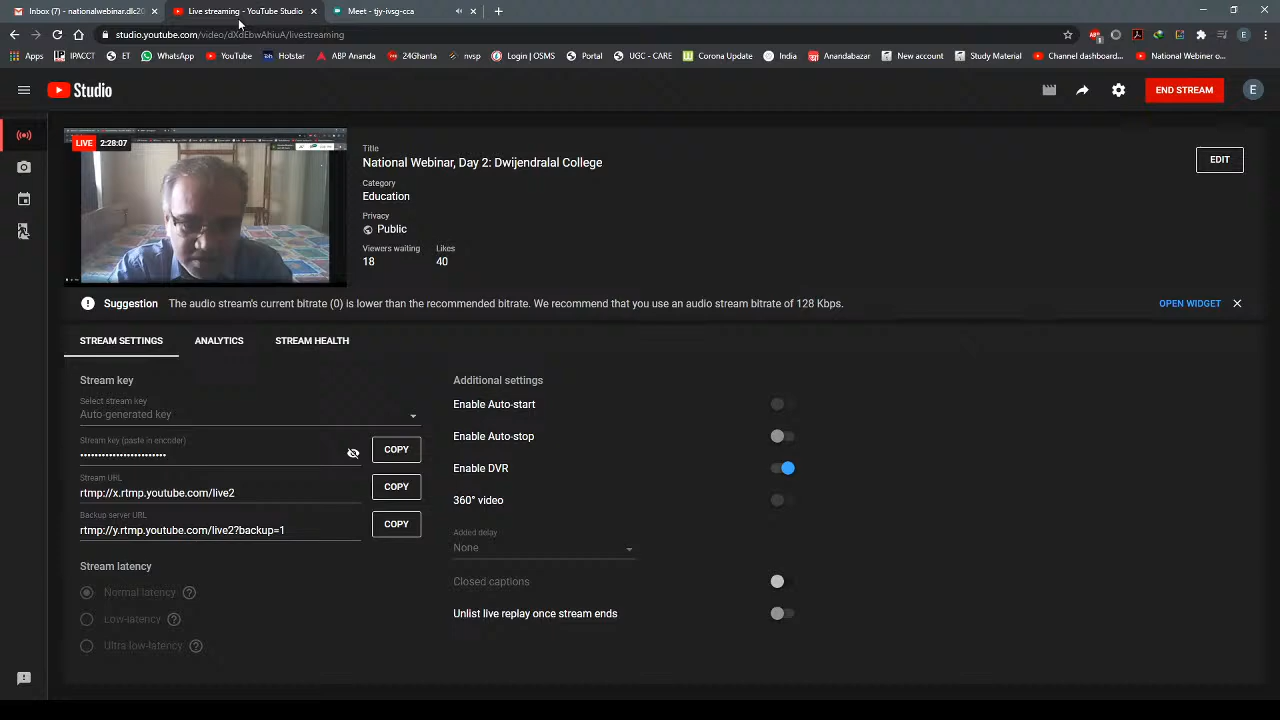 Inbox (7) - nationalwebinar.dlc20
Live streaming - YouTube Studio
Meet - tjy-ivsg-cca
studio.youtube.com/video/dXdEbwAhiuA/livestreaming
E
IPACCT
ET
WhatsApp
YouTube
Hotstar
ABP Ananda
24Ghanta
nvsp
Login | OSMS
Portal
UGC - CARE
Corona Update
India
Anandabazar
New account
Study Material
Channel dashboard...
National Webinar o...
Studio
END STREAM
E
LIVE 2:28:07
Title
National Webinar, Day 2: Dwijendralal College
EDIT
Category
Education
Privacy
Public
Viewers waiting
18
Likes
40
Suggestion The audio stream's current bitrate (0) is lower than the recommended bitrate. We recommend that you use an audio stream bitrate of 128 Kbps.
OPEN WIDGET
STREAM SETTINGS
ANALYTICS
STREAM HEALTH
Stream key
Select stream key
Auto-generated key
Stream key (paste in encoder)
COPY
Stream URL
rtmp://x.rtmp.youtube.com/live2
COPY
Backup server URL
rtmp://y.rtmp.youtube.com/live2?backup=1
COPY
Stream latency
Normal latency
Low-latency
Ultra low-latency
Additional settings
Enable Auto-start
Enable Auto-stop
Enable DVR
360° video
Added delay
None
Closed captions
Unlist live replay once stream ends